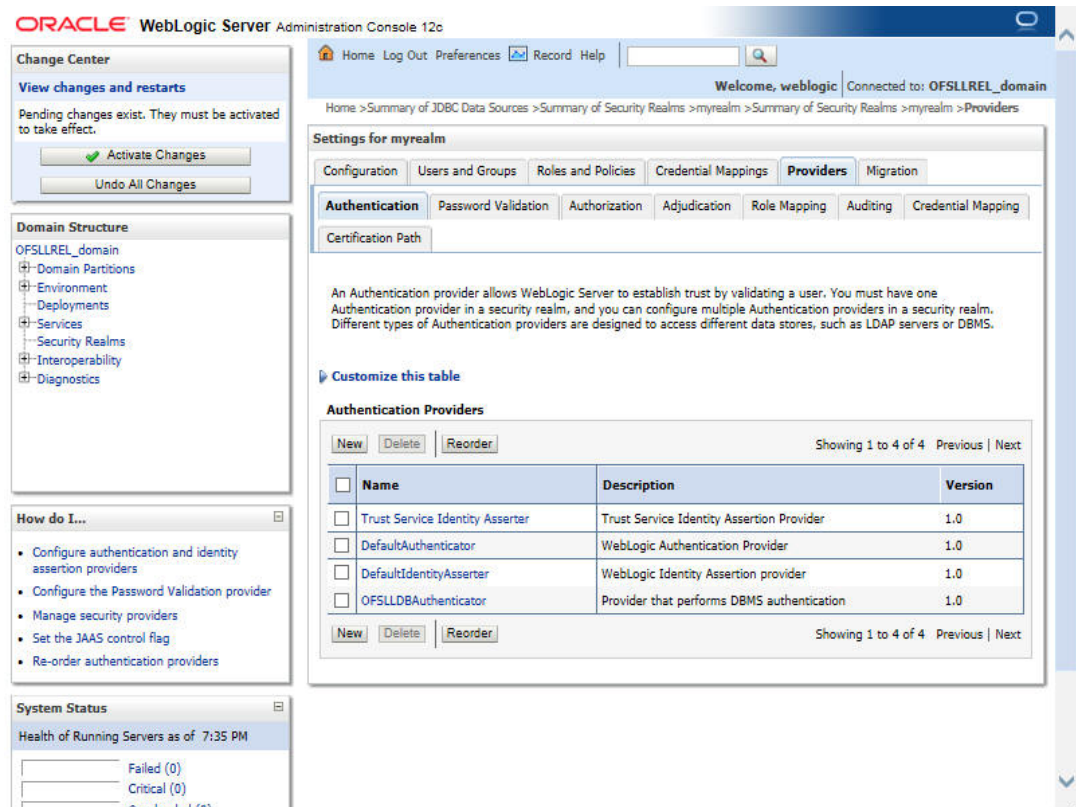 ORACLE WebLogic Server Administration Console 12c
Change Center
View changes and restarts
Pending changes exist. They must be activated
to take effect.
Activate Changes
Undo All Changes
Domain Structure
OFSLLREL_domain
Domain Partitions
Environment
Deployments
Services
Security Realms
Interoperability
Diagnostics
How do I...
• Configure authentication and identity
assertion providers
• Configure the Password Validation provider
• Manage security providers
• Set the JAAS control flag
• Re-order authentication providers
System Status
Health of Running Servers as of 7:35 PM
Failed (0)
Critical (0)
Home Log Out Preferences Record Help
Welcome, weblogic Connected to: OFSLLREL_domain
Home >Summary of JDBC Data Sources >Summary of Security Realms >myrealm >Summary of Security Realms >myrealm >Providers
Settings for myrealm
Configuration Users and Groups Roles and Policies Credential Mappings Providers Migration
Authentication Password Validation Authorization Adjudication Role Mapping Auditing Credential Mapping
Certification Path
An Authentication provider allows WebLogic Server to establish trust by validating a user. You must have one
Authentication provider in a security realm, and you can configure multiple Authentication providers in a security realm.
Different types of Authentication providers are designed to access different data stores, such as LDAP servers or DBMS.
Customize this table
Authentication Providers
New Delete Reorder Showing 1 to 4 of 4 Previous | Next
Name Description Version
Trust Service Identity Asserter Trust Service Identity Assertion Provider 1.0
DefaultAuthenticator WebLogic Authentication Provider 1.0
DefaultIdentityAsserter WebLogic Identity Assertion provider 1.0
OFSLLDBAuthenticator Provider that performs DBMS authentication 1.0
New Delete Reorder Showing 1 to 4 of 4 Previous | Next